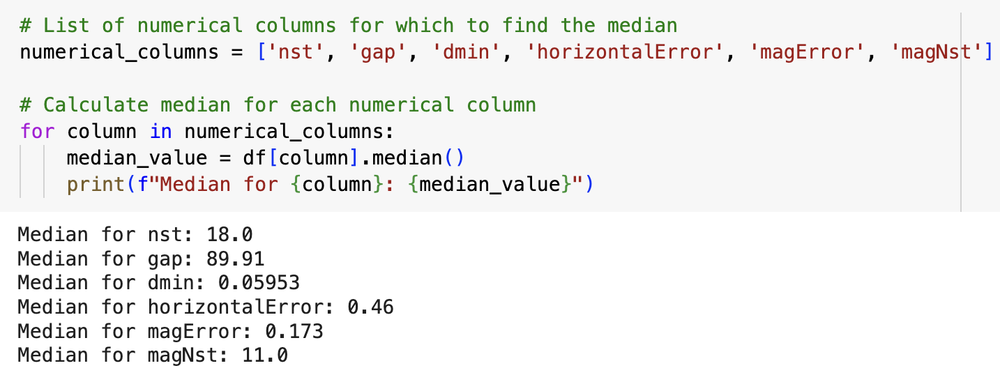 # List of numerical columns for which to find the median
numerical_columns = ['nst', 'gap', 'dmin', 'horizontalError', 'magError', 'magNst']
# Calculate median for each numerical column
for column in numerical_columns:
    median_value = df[column].median()
    print(f"Median for {column}: {median_value}")
Median for nst: 18.0
Median for gap: 89.91
Median for dmin: 0.05953
Median for horizontalError: 0.46
Median for magError: 0.173
Median for magNst: 11.0